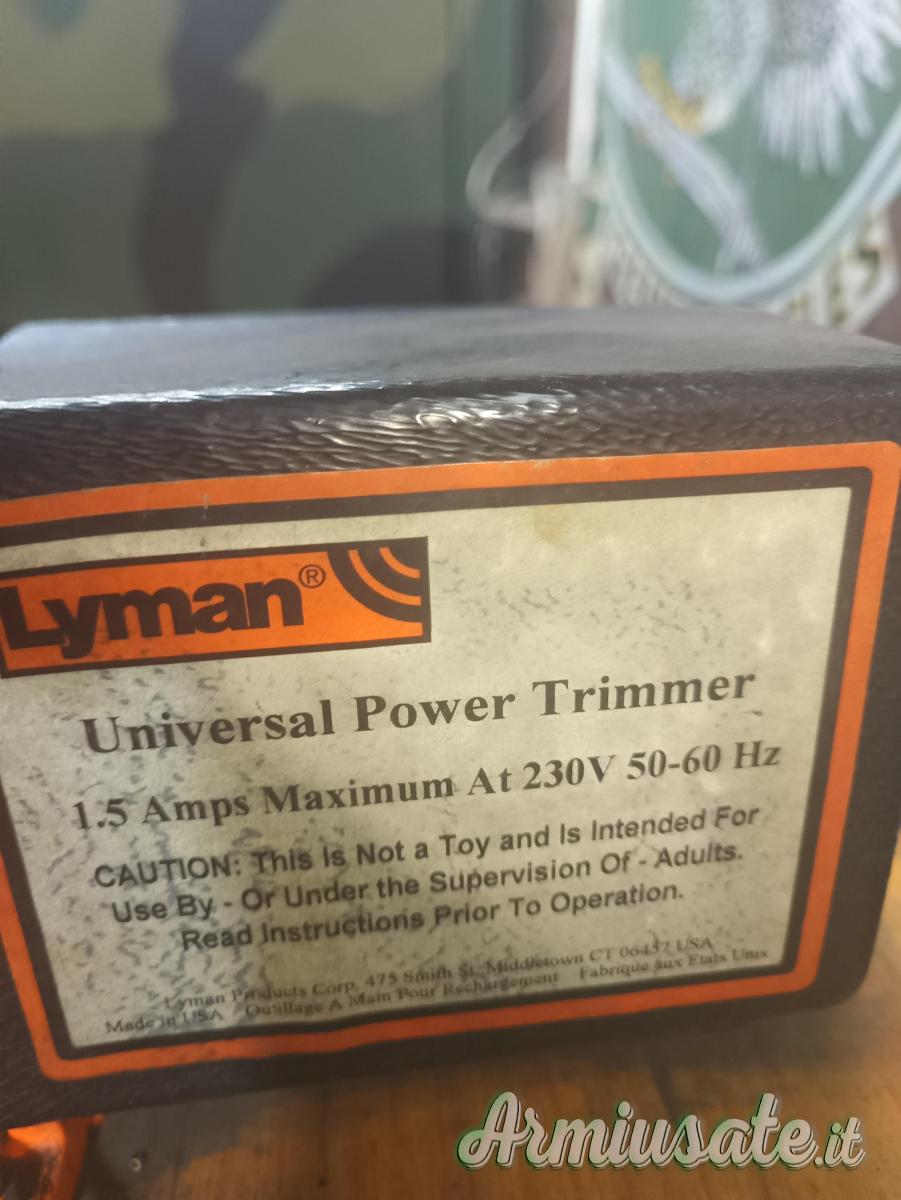 Lyman®
Universal Power Trimmer
1.5 Amps Maximum At 230V 50-60 Hz
CAUTION: This Is Not a Toy and Is Intended For
Use By - Or Under the Supervision Of - Adults.
Read Instructions Prior To Operation.
Lyman Products Corp, 475 Smith St, Middletown CT 06457 USA
Made in USA Outillage A Main Pour Rechargement Fabrique aux Etats Unis
Armiusate.it